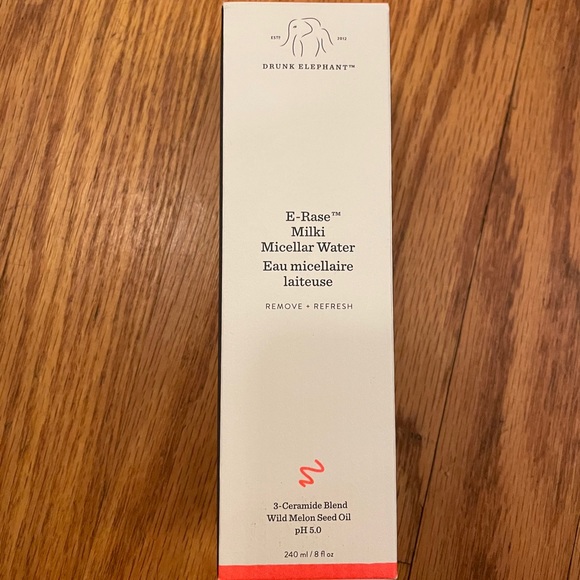 ESTD 2012
DRUNK ELEPHANT™
E-Rase™
Milki
Micellar Water
Eau micellaire
laiteuse
REMOVE + REFRESH
3-Ceramide Blend
Wild Melon Seed Oil
pH 5.0
240 ml / 8 fl oz